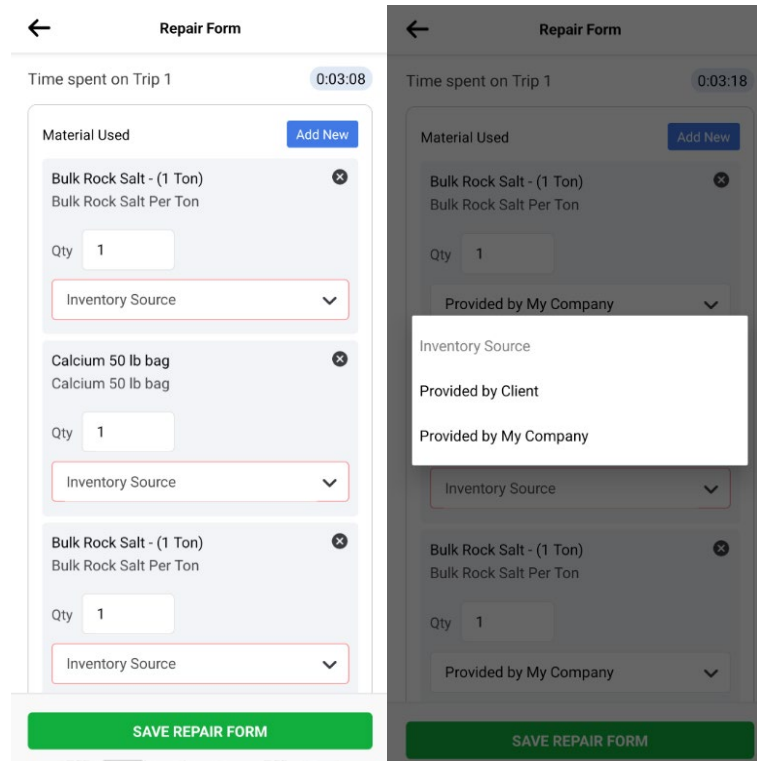 Repair Form
Time spent on Trip 1 0:03:08
Material Used Add New
Bulk Rock Salt - (1 Ton)
Bulk Rock Salt Per Ton
Qty 1
Inventory Source
Calcium 50 lb bag
Calcium 50 lb bag
Qty 1
Inventory Source
Bulk Rock Salt - (1 Ton)
Bulk Rock Salt Per Ton
Qty 1
Inventory Source
SAVE REPAIR FORM
Repair Form
Time spent on Trip 1 0:03:18
Material Used Add New
Bulk Rock Salt - (1 Ton)
Bulk Rock Salt Per Ton
Qty 1
Provided by My Company
Inventory Source
Provided by Client
Provided by My Company
Inventory Source
Bulk Rock Salt - (1 Ton)
Bulk Rock Salt Per Ton
Qty 1
Provided by My Company
SAVE REPAIR FORM